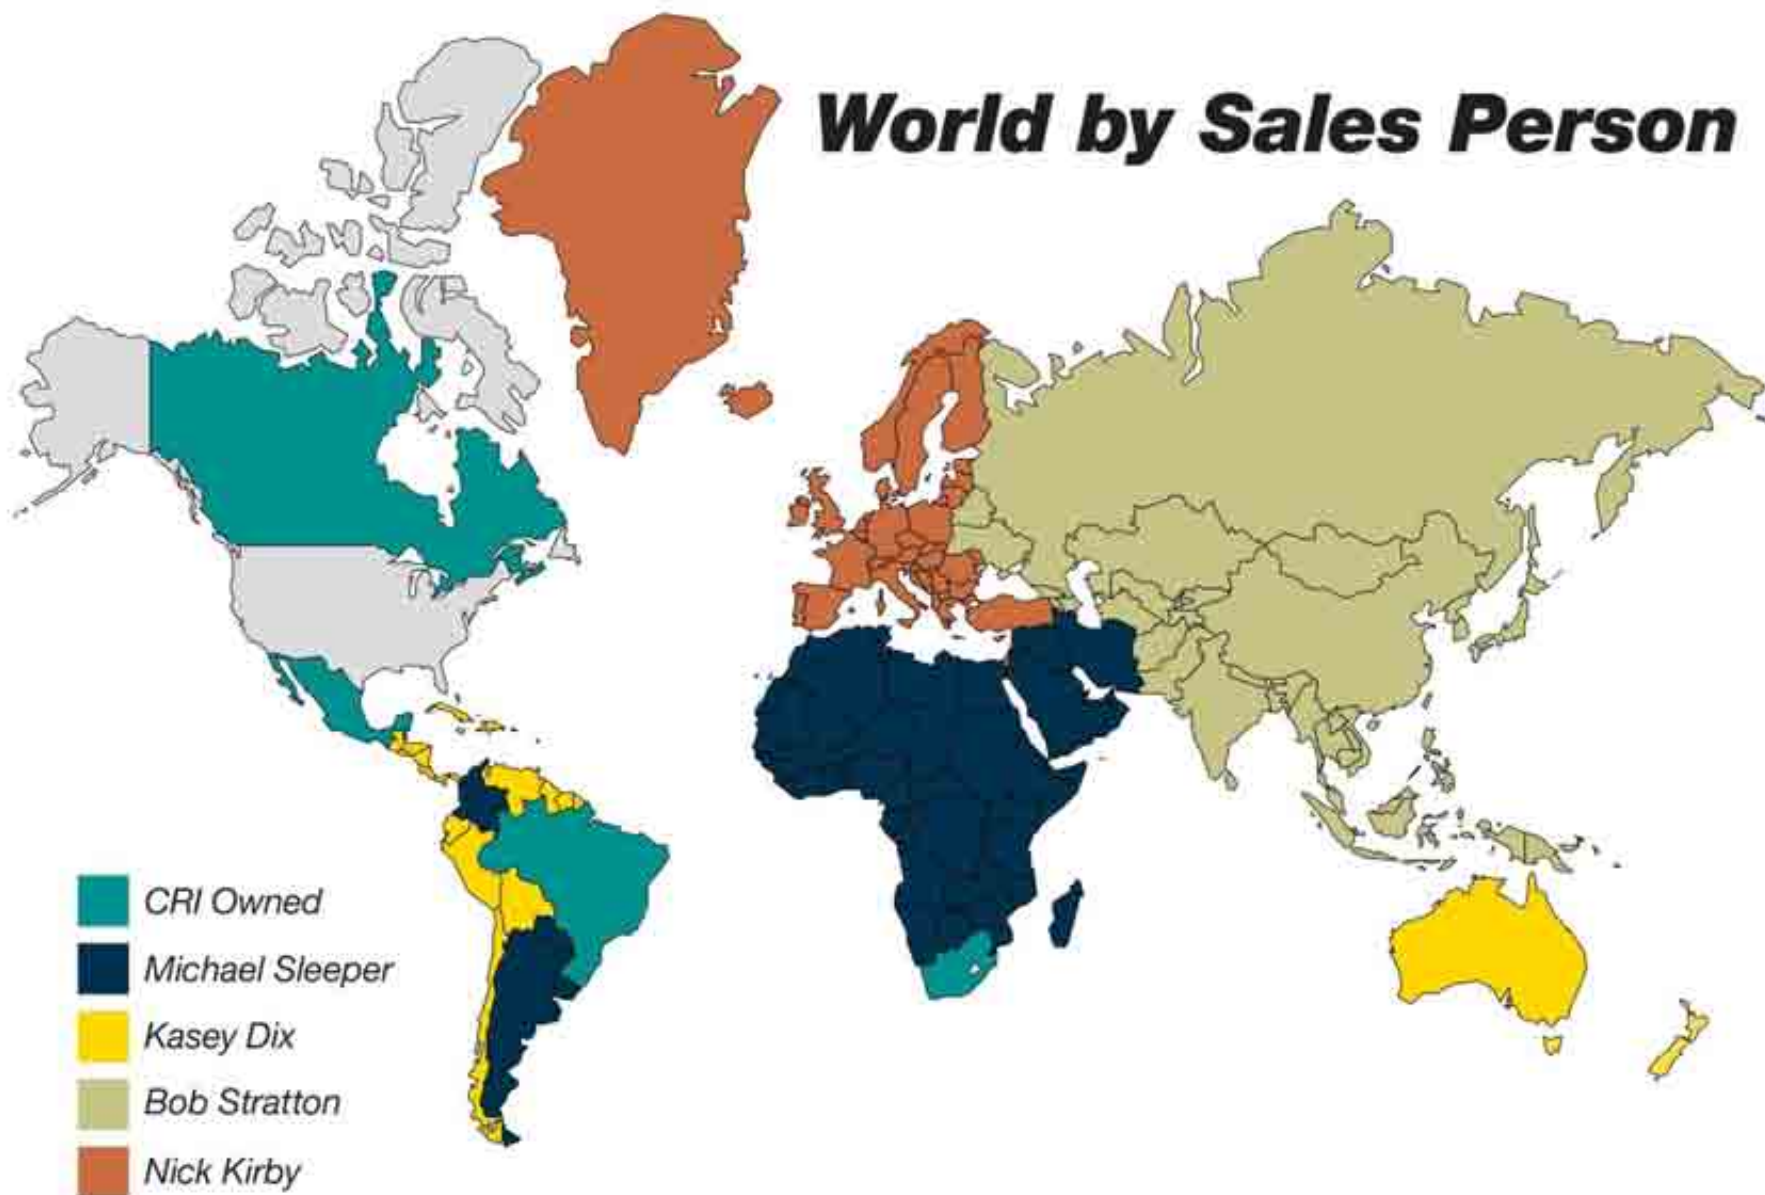 World by Sales Person
CRI Owned
Michael Sleeper
Kasey Dix
Bob Stratton
Nick Kirby